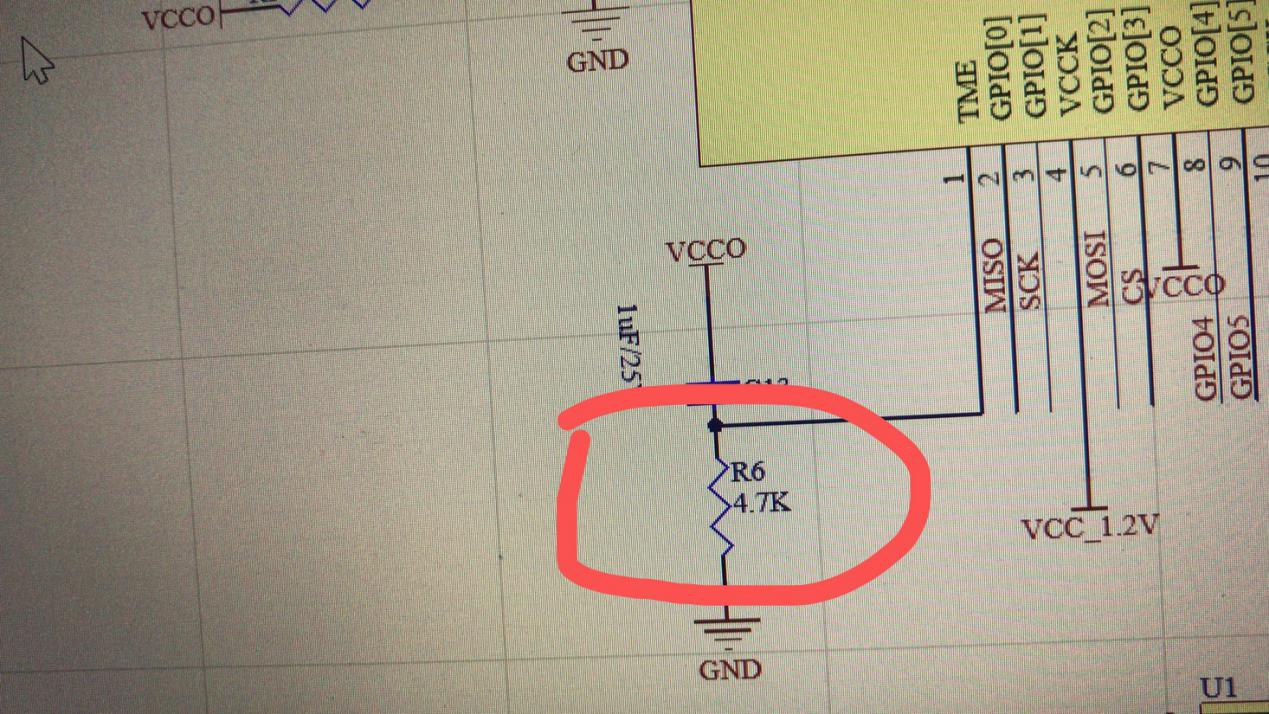 VCCO
GND
TME
GPIO[0]
GPIO[1]
VCCK
GPIO[2]
GPIO[3]
VCCO
GPIO[4]
GPIO[5]
1
2
3
4
5
6
7
8
9
10
MISO
SCK
MOSI
CS
VCCO
GPIO4
GPIO5
VCCO
1uF/25
R6
4.7K
GND
VCC_1.2V
U1